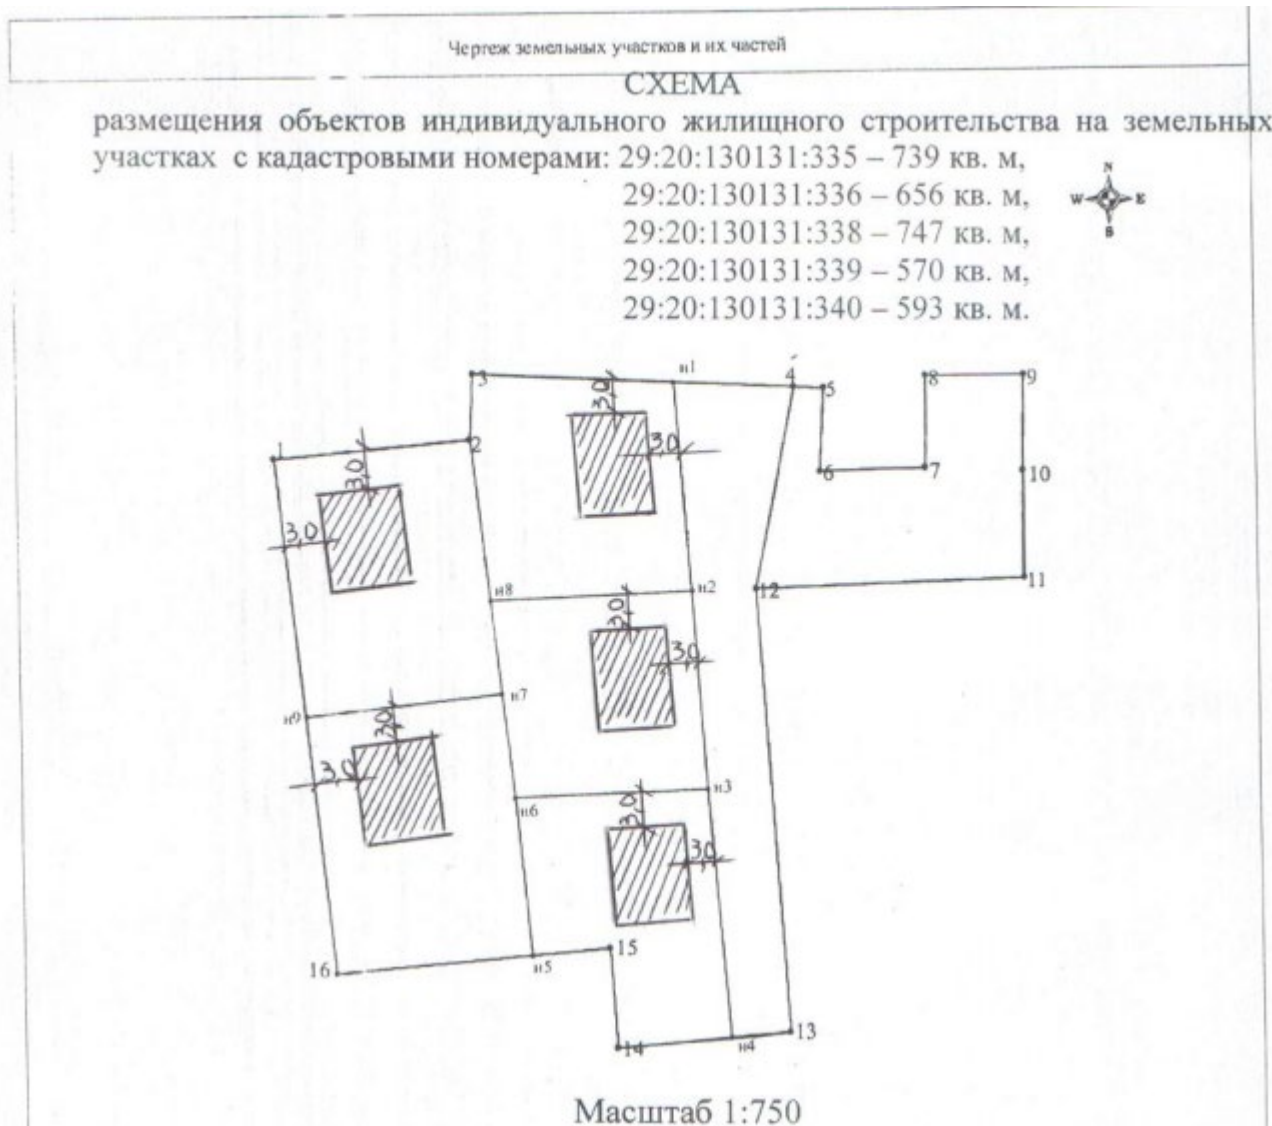 Чертеж земельных участков и их частей
СХЕМА
размещения объектов индивидуального жилищного строительства на земельных
участках с кадастровыми номерами: 29:20:130131:335 – 739 кв. м,
29:20:130131:336 – 656 кв. м,
29:20:130131:338 – 747 кв. м,
29:20:130131:339 – 570 кв. м,
29:20:130131:340 – 593 кв. м.
N
W E
S
3 н1 4 5 8 9
3,0
1 2 3,0 6 7 10
3,0
3,0
н8 н2 12 11
3,0
3,0
н9 н7
3,0
3,0
н6 н3
3,0
3,0
16 н5 15
14 н4 13
Масштаб 1:750